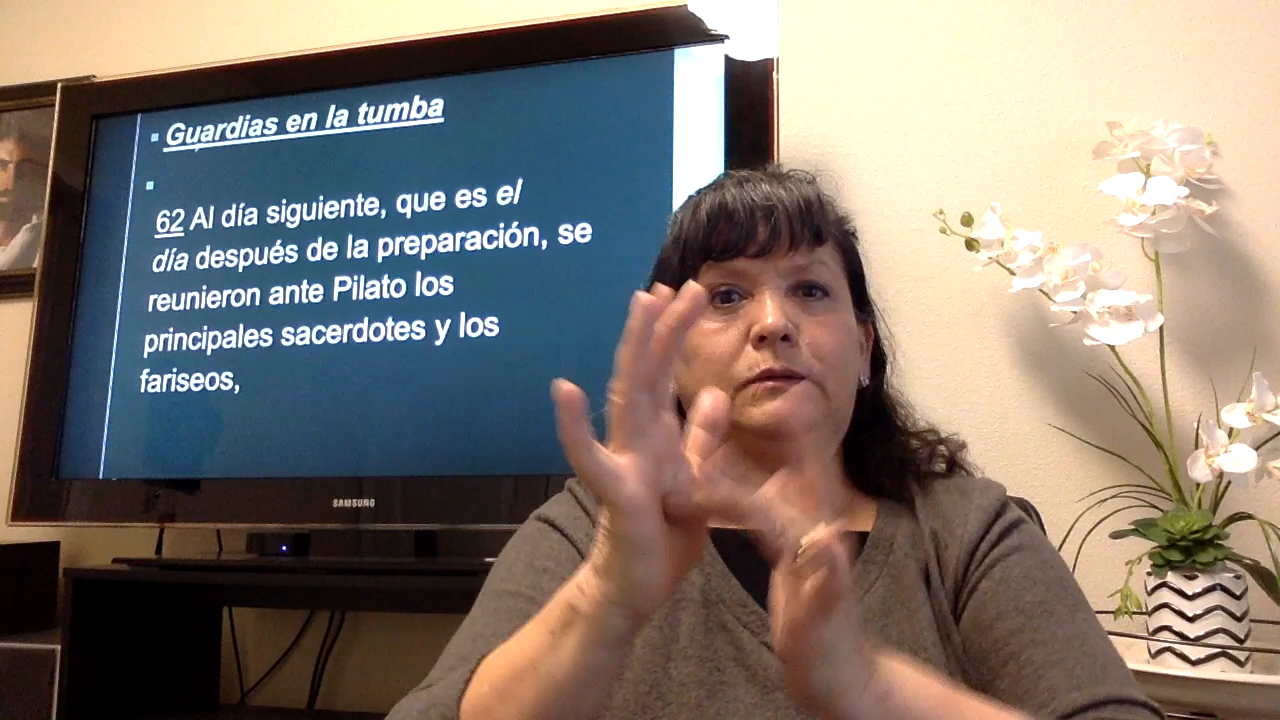 Guardias en la tumba
62 Al día siguiente, que es el
día después de la preparación, se
reunieron ante Pilato los
principales sacerdotes y los
fariseos,
SAMSUNG